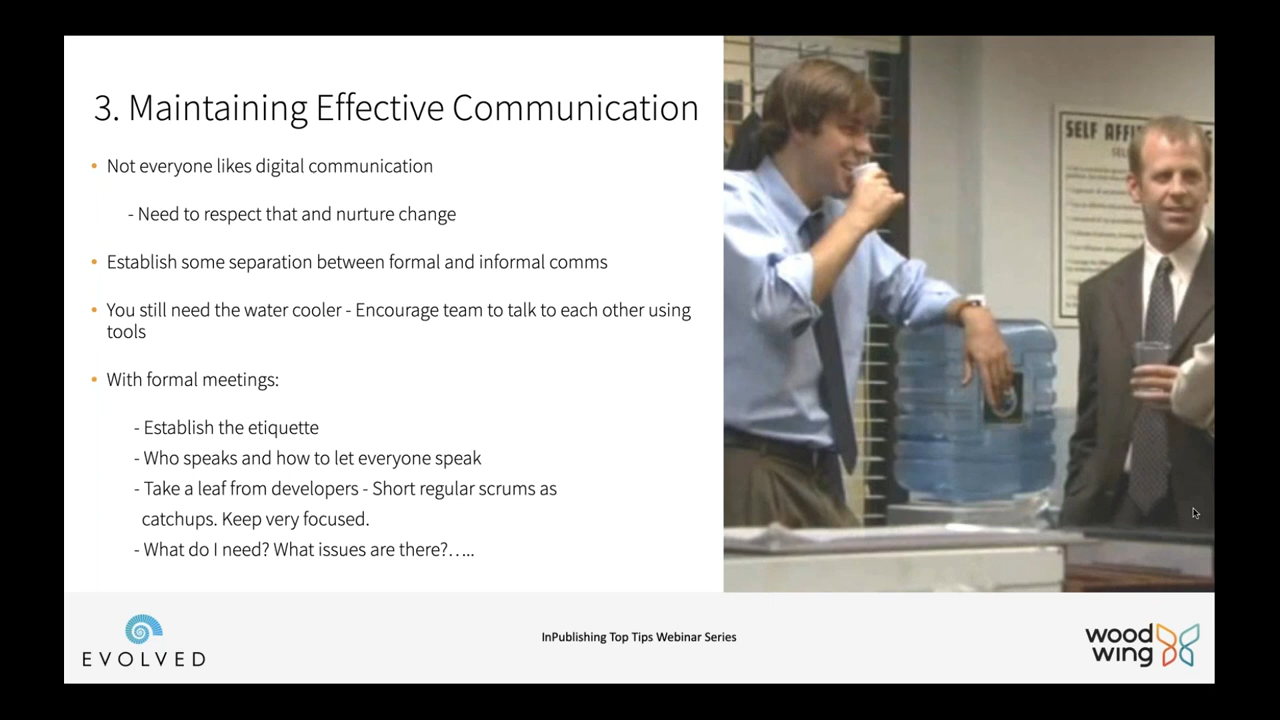 3. Maintaining Effective Communication
• Not everyone likes digital communication
- Need to respect that and nurture change
• Establish some separation between formal and informal comms
• You still need the water cooler - Encourage team to talk to each other using
tools
• With formal meetings:
- Establish the etiquette
- Who speaks and how to let everyone speak
- Take a leaf from developers - Short regular scrums as
catchups. Keep very focused.
- What do I need? What issues are there?…..
SELF
EVOLVED
InPublishing Top Tips Webinar Series
wood
wing